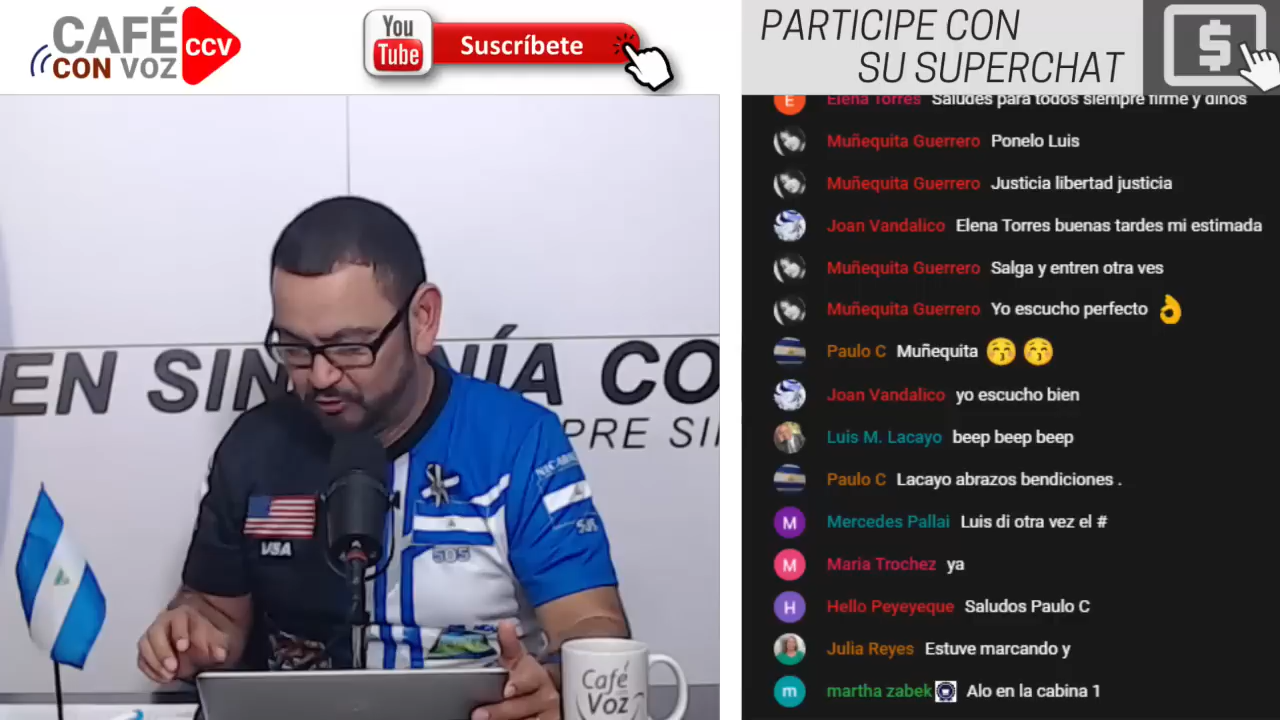 CAFÉ
CON VOZ
CCV
You
Tube
Suscríbete
PARTICIPE CON
SU SUPERCHAT
$
EN SIN ÍA CO
PRE SI
USA
505
Café
Voz
E Elena Torres Saludes para todos siempre firme y dinos
Muñequita Guerrero Ponelo Luis
Muñequita Guerrero Justicia libertad justicia
Joan Vandalico Elena Torres buenas tardes mi estimada
Muñequita Guerrero Salga y entren otra ves
Muñequita Guerrero Yo escucho perfecto 👌
Paulo C Muñequita 😚 😚
Joan Vandalico yo escucho bien
Luis M. Lacayo beep beep beep
Paulo C Lacayo abrazos bendiciones .
M Mercedes Pallai Luis di otra vez el #
M Maria Trochez ya
H Hello Peyeyeque Saludos Paulo C
Julia Reyes Estuve marcando y
m martha zabek Alo en la cabina 1